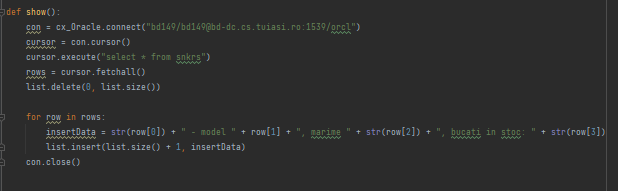 def show():
    con = cx_Oracle.connect("bd149/bd149@bd-dc.cs.tuiasi.ro:1539/orcl")
    cursor = con.cursor()
    cursor.execute("select * from snkrs")
    rows = cursor.fetchall()
    list.delete(0, list.size())

    for row in rows:
        insertData = str(row[0]) + " - model " + row[1] + ", marime " + str(row[2]) + ", bucati in stoc: " + str(row[3])
        list.insert(list.size() + 1, insertData)
    con.close()